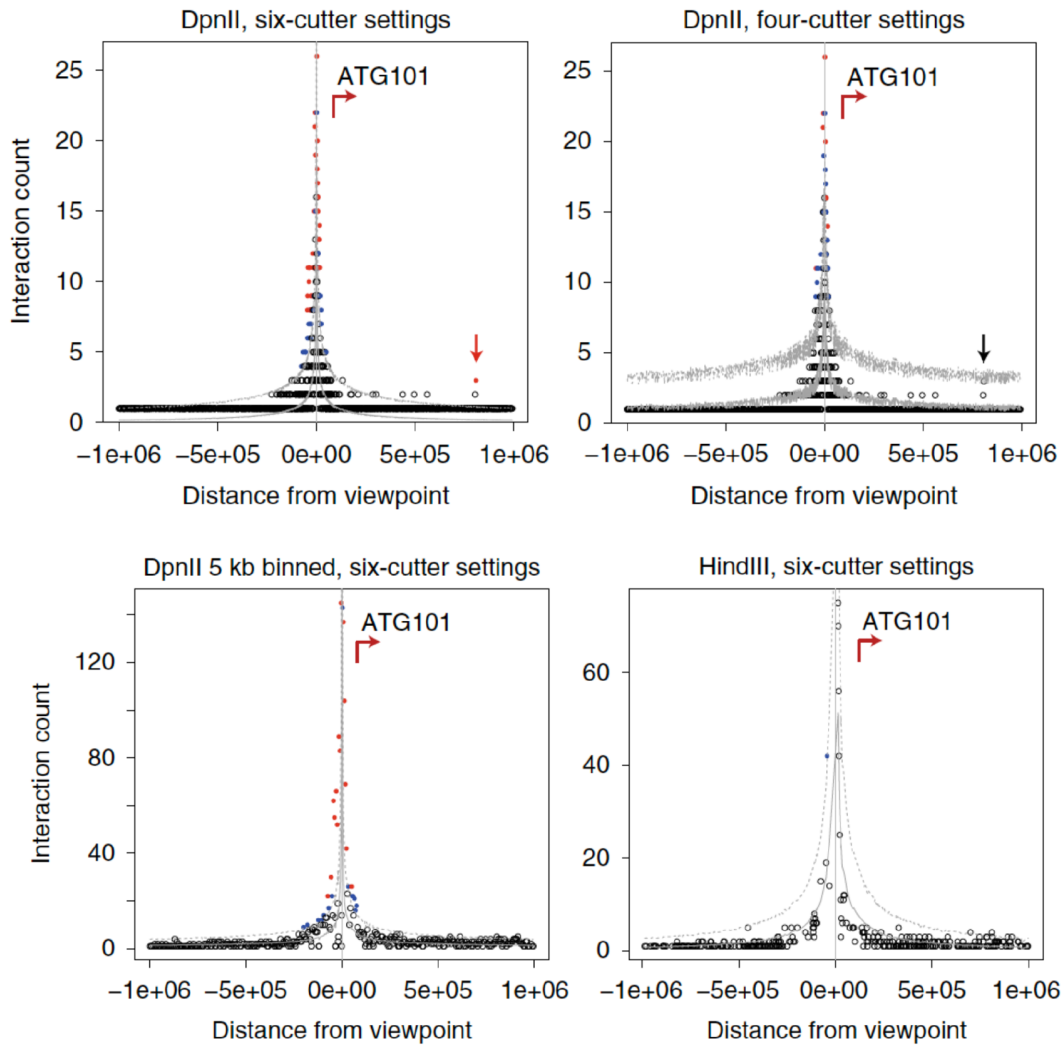 DpnII, six-cutter settings
DpnII, four-cutter settings
Interaction count
25
20
15
10
5
0
ATG101
−1e+06 −5e+05 0e+00 5e+05 1e+06
Distance from viewpoint
25
20
15
10
5
0
ATG101
−1e+06 −5e+05 0e+00 5e+05 1e+06
Distance from viewpoint
DpnII 5 kb binned, six-cutter settings
HindIII, six-cutter settings
Interaction count
120
80
40
0
ATG101
−1e+06 −5e+05 0e+00 5e+05 1e+06
Distance from viewpoint
60
40
20
0
ATG101
−1e+06 −5e+05 0e+00 5e+05 1e+06
Distance from viewpoint